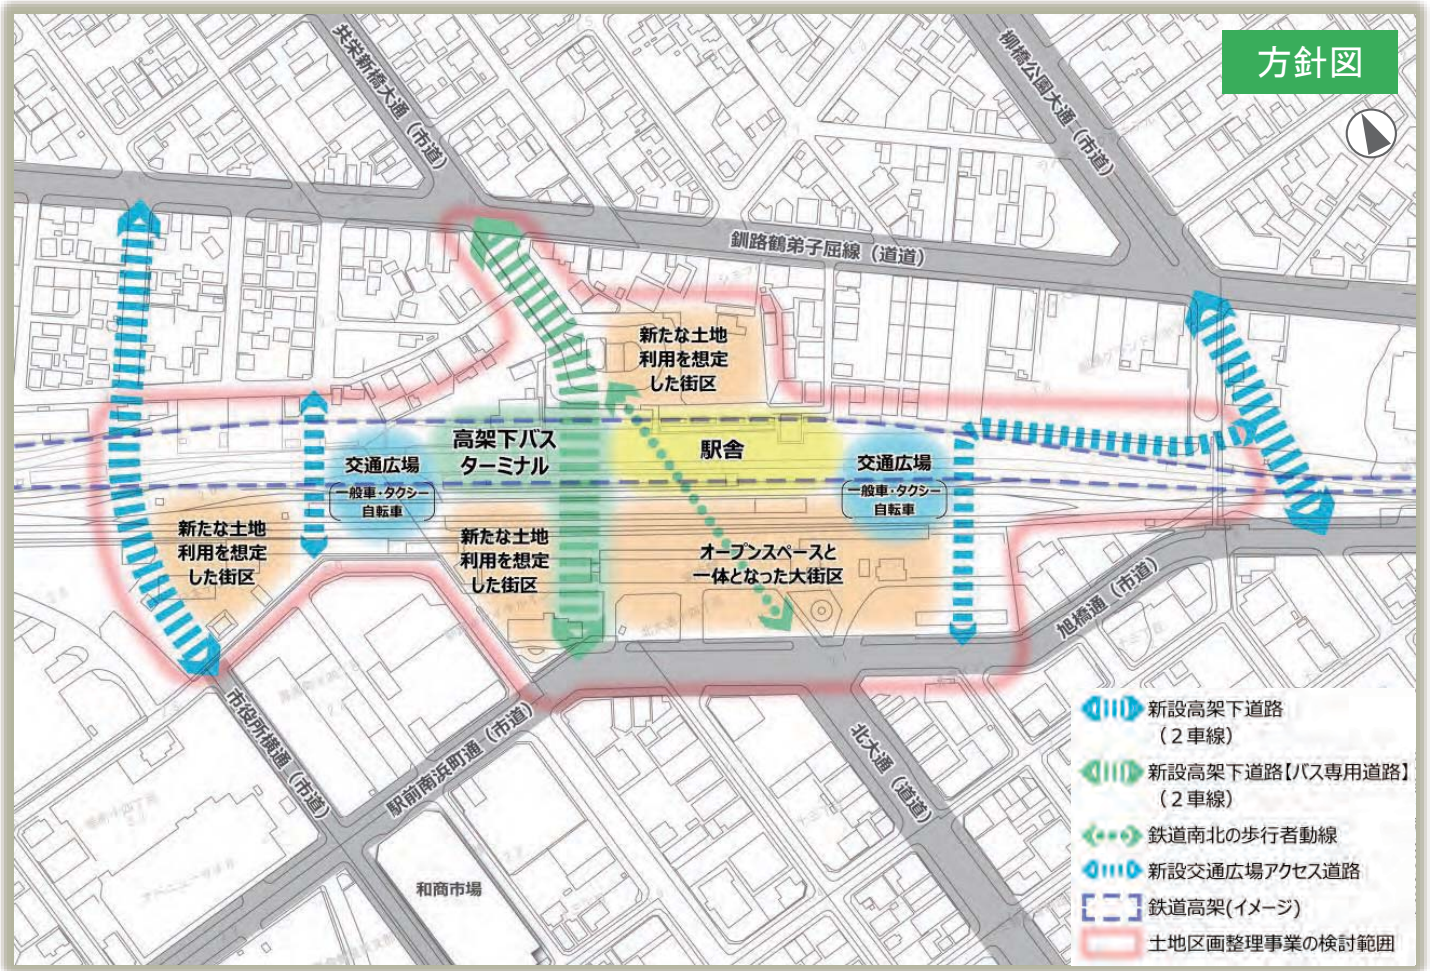 方針図
共栄新橋大通（市道）
柳橋公園大通（市道）
釧路鶴弟子屈線（道道）
新たな土地
利用を想定
した街区
高架下バス
ターミナル
駅舎
交通広場
一般車・タクシー
自転車
交通広場
一般車・タクシー
自転車
新たな土地
利用を想定
した街区
新たな土地
利用を想定
した街区
オープンスペースと
一体となった大街区
旭橋通（市道）
市役所横通（市道）
駅前南浜町通（市道）
北大通（道道）
和商市場
新設高架下道路
（２車線）
新設高架下道路【バス専用道路】
（２車線）
鉄道南北の歩行者動線
新設交通広場アクセス道路
鉄道高架(イメージ)
土地区画整理事業の検討範囲